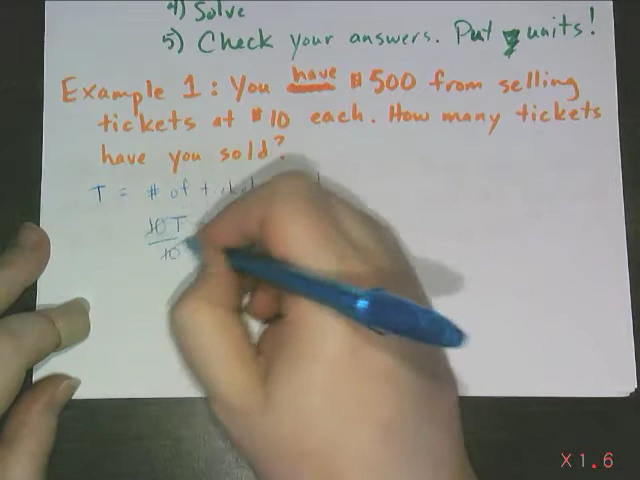 4) Solve
5) Check your answers. Put units!
Example 1: You have $500 from selling
tickets at $10 each. How many tickets
have you sold?
T = # of
10 T
10
X1.6